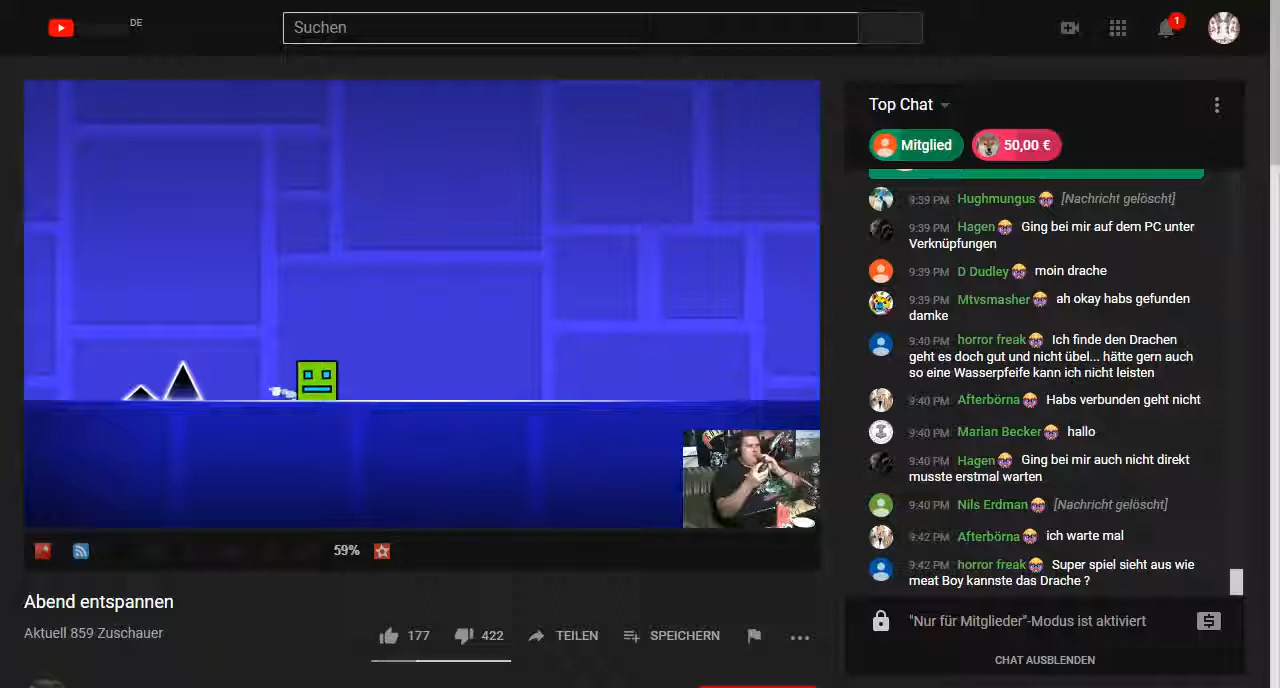 DE
Suchen
1
Top Chat
Mitglied
50,00 €
9:39 PM Hughmungus [Nachricht gelöscht]
9:39 PM Hagen Ging bei mir auf dem PC unter
Verknüpfungen
9:39 PM D Dudley moin drache
9:39 PM Mtvsmasher ah okay habs gefunden
damke
9:40 PM horror freak Ich finde den Drachen
geht es doch gut und nicht übel... hätte gern auch
so eine Wasserpfeife kann ich nicht leisten
9:40 PM Afterbörna Habs verbunden geht nicht
9:40 PM Marian Becker hallo
9:40 PM Hagen Ging bei mir auch nicht direkt
musste erstmal warten
9:40 PM Nils Erdman [Nachricht gelöscht]
9:42 PM Afterbörna ich warte mal
9:42 PM horror freak Super spiel sieht aus wie
meat Boy kannste das Drache ?
"Nur für Mitglieder"-Modus ist aktiviert
CHAT AUSBLENDEN
59%
Abend entspannen
Aktuell 859 Zuschauer
177
422
TEILEN
SPEICHERN